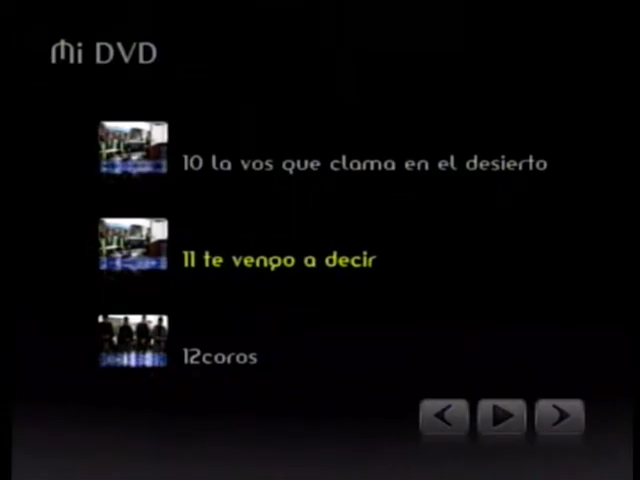 Mi DVD
10 la vos que clama en el desierto
11 te vengo a decir
12coros